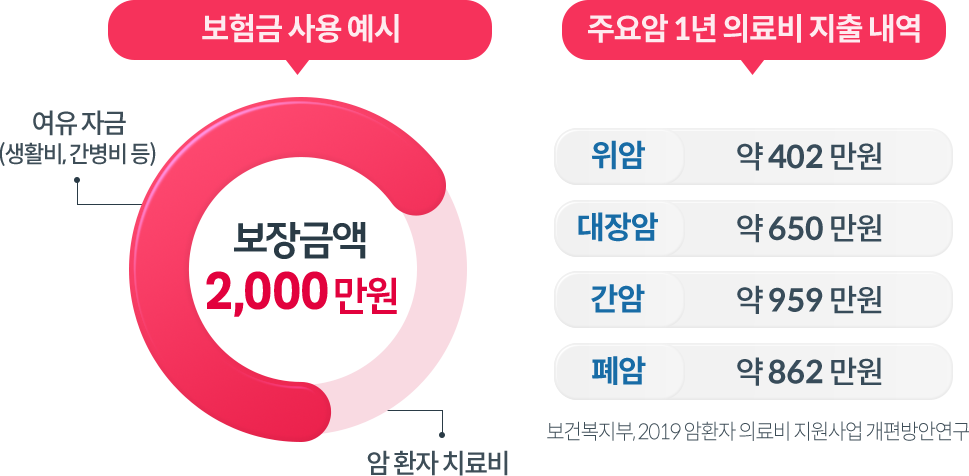 보험금 사용 예시
여유 자금
(생활비, 간병비 등)
보장금액
2,000 만원
암 환자 치료비
주요암 1년 의료비 지출 내역
위암 약 402 만원
대장암 약 650 만원
간암 약 959 만원
폐암 약 862 만원
보건복지부, 2019 암환자 의료비 지원사업 개편방안연구